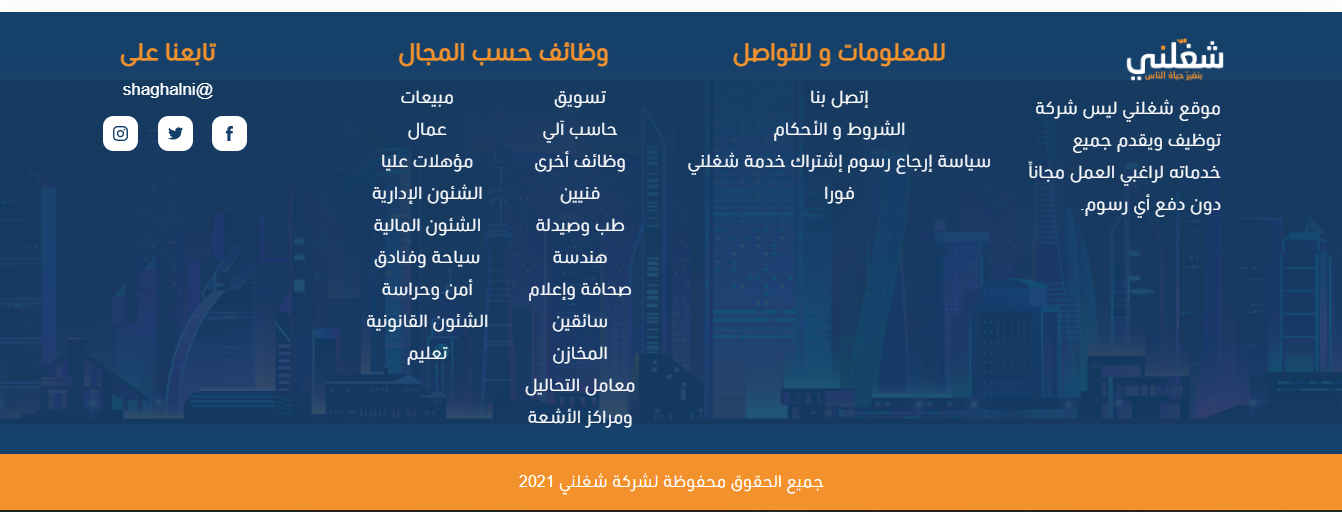 شغّلني
بنغيّر حياة الناس
موقع شغلني ليس شركة
توظيف ويقدم جميع
خدماته لراغبي العمل مجاناً
دون دفع أي رسوم.
للمعلومات و للتواصل
إتصل بنا
الشروط و الأحكام
سياسة إرجاع رسوم إشتراك خدمة شغلني
فورا
وظائف حسب المجال
تسويق
حاسب آلي
وظائف أخرى
فنيين
طب وصيدلة
هندسة
صحافة وإعلام
سائقين
المخازن
معامل التحاليل
ومراكز الأشعة
مبيعات
عمال
مؤهلات عليا
الشئون الإدارية
الشئون المالية
سياحة وفنادق
أمن وحراسة
الشئون القانونية
تعليم
تابعنا على
shaghalni@
جميع الحقوق محفوظة لشركة شغلني 2021